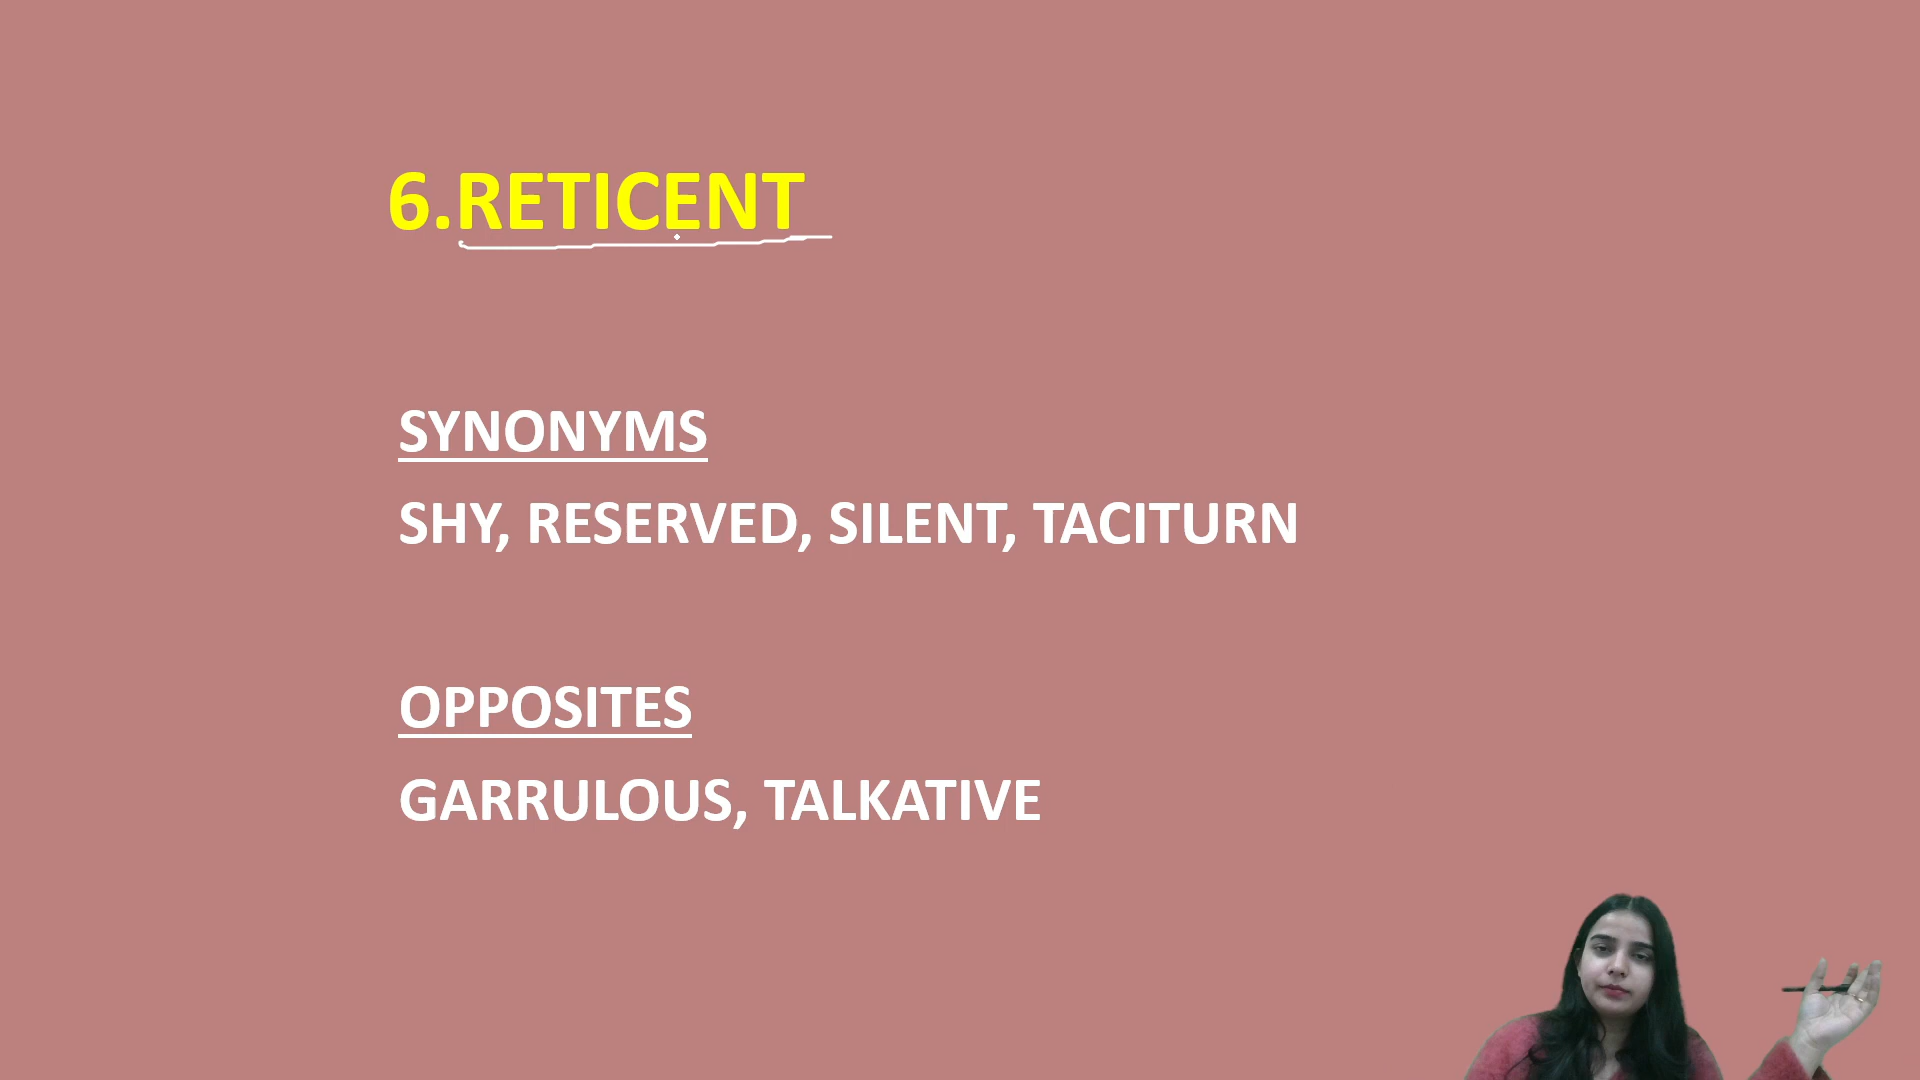 6.RETICENT
SYNONYMS
SHY, RESERVED, SILENT, TACITURN
OPPOSITES
GARRULOUS, TALKATIVE